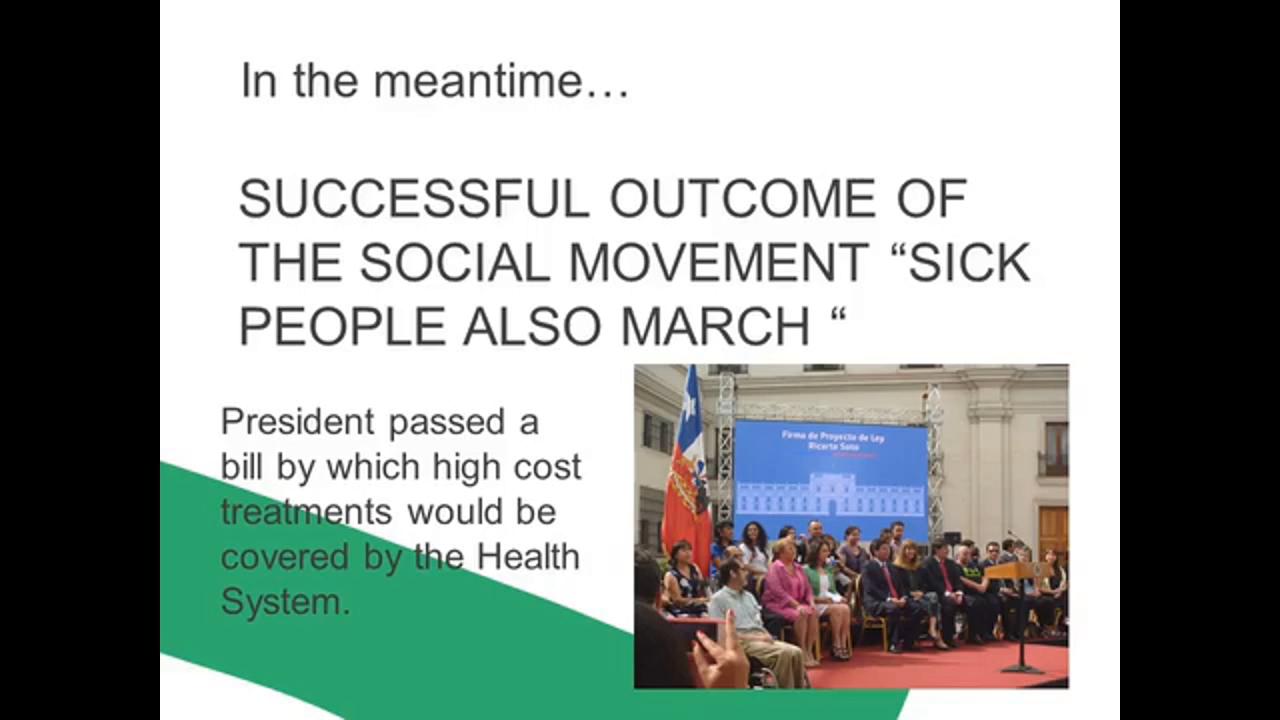 In the meantime…
SUCCESSFUL OUTCOME OF
THE SOCIAL MOVEMENT “SICK
PEOPLE ALSO MARCH “
President passed a
bill by which high cost
treatments would be
covered by the Health
System.
Firma de Proyecto de Ley
Ricarte Soto